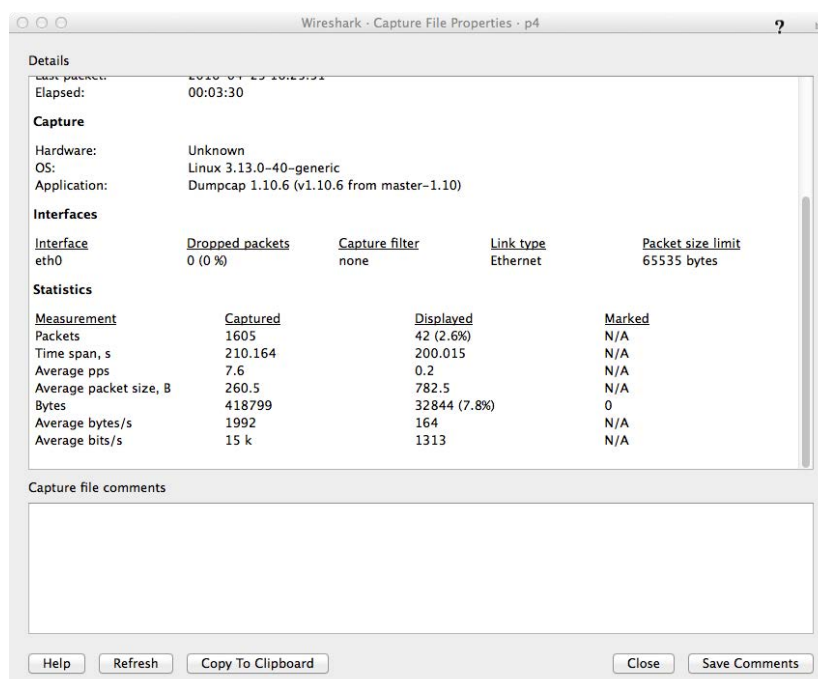 Wireshark · Capture File Properties · p4
?
Details
Last packet:
Elapsed: 00:03:30
Capture
Hardware: Unknown
OS: Linux 3.13.0-40-generic
Application: Dumpcap 1.10.6 (v1.10.6 from master-1.10)
Interfaces
Interface Dropped packets Capture filter Link type Packet size limit
eth0 0 (0 %) none Ethernet 65535 bytes
Statistics
Measurement Captured Displayed Marked
Packets 1605 42 (2.6%) N/A
Time span, s 210.164 200.015 N/A
Average pps 7.6 0.2 N/A
Average packet size, B 260.5 782.5 N/A
Bytes 418799 32844 (7.8%) 0
Average bytes/s 1992 164 N/A
Average bits/s 15 k 1313 N/A
Capture file comments
Help Refresh Copy To Clipboard Close Save Comments